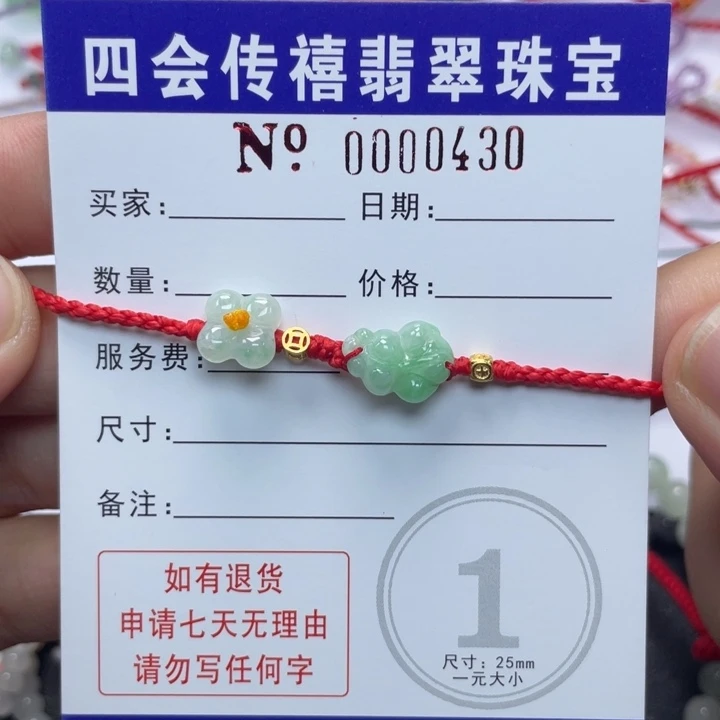 四会传禧翡翠珠宝
Nº 0000430
买家: 日期:
数量: 价格:
服务费:
尺寸:
备注:
如有退货
申请七天无理由
请勿写任何字
1
尺寸: 25mm
一元大小